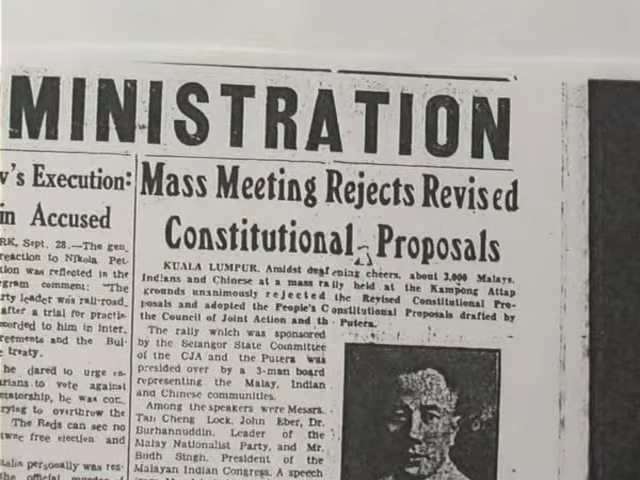 MINISTRATION
v's Execution:
in Accused
RK, Sept. 28.—The gen
reaction to Nikola Pet-
tion was reflected in the
gram comment: "The
rty leader was rail-road
after a trial for
corded to him in inter
reements and the Bul-
treaty.
he dared to urge
to vote against
he was
rying to overthrow the
The Reds can see no
free election and
personally was res-
the official
Mass Meeting Rejects Revised
Constitutional Proposals
KUALA LUMPUR. Amidst deafening cheers, about 3,000 Malays,
Indians and Chinese at a mass rally held at the Kampong Attap
grounds unanimously rejected the Revised Constitutional Pro-
posals and adopted the People's Constitutional Proposals drafted by
the Council of Joint Action and th Putera.
The rally which was sponsored
by the Selangor State Committee
of the CJA and the Putera was
presided over by a 3-man board
representing the Malay, Indian
and Chinese communities.
Among the speakers were Messrs.
Tan Cheng Lock, John Eber, Dr.
Burhannuddin, Leader of the
Malay Nationalist Party, and Mr.
Budh Singh, President of the
Malayan Indian Congress. A speech